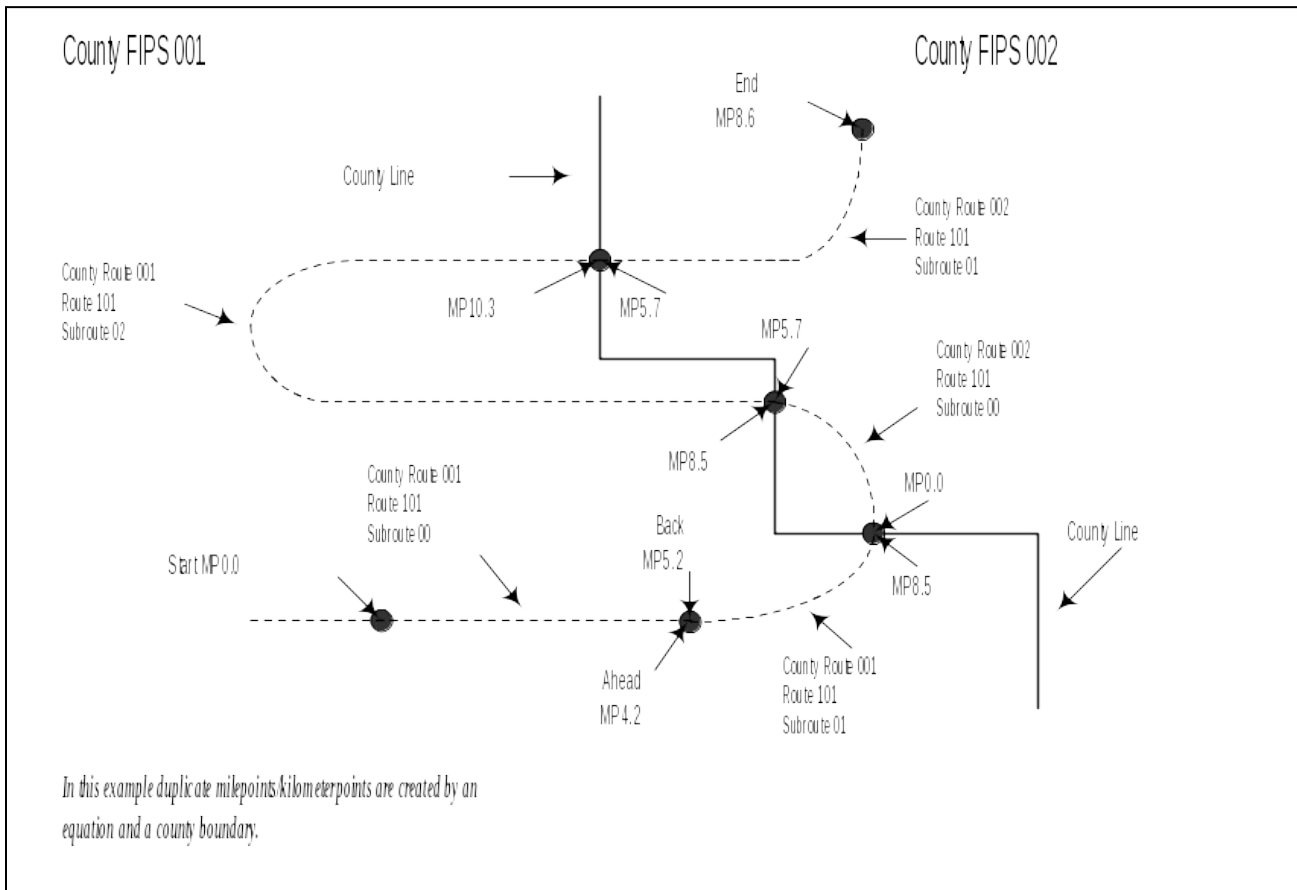 County FIPS 001
County FIPS 002
End
MP8.6
County Line
County Route 002
Route 101
Subroute 01
County Route 001
Route 101
Subroute 02
MP10.3
MP5.7
MP5.7
County Route 002
Route 101
Subroute 00
MP8.5
County Route 001
Route 101
Subroute 00
MP0.0
Back
MP5.2
County Line
Start MP0.0
MP8.5
Ahead
MP4.2
County Route 001
Route 101
Subroute 01
In this example duplicate milepoints/kilometerpoints are created by an
equation and a county boundary.